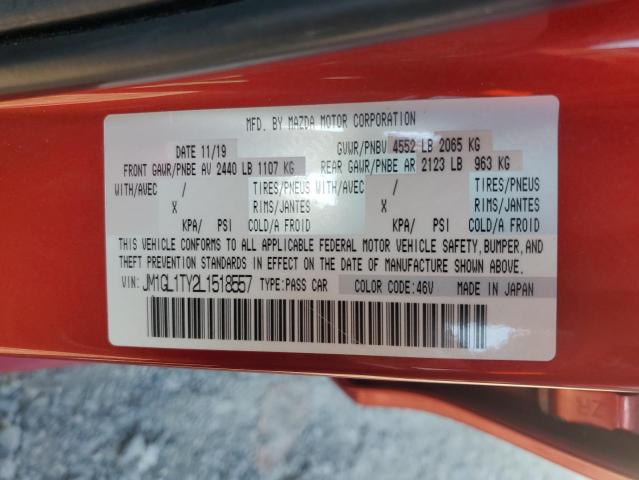 MFD. BY MAZDA MOTOR CORPORATION
DATE 11/19 GVWR/PNBV 4552 LB 2065 KG
FRONT GAWR/PNBE AV 2440 LB 1107 KG REAR GAWR/PNBE AR 2123 LB 963 KG
WITH/AVEC / TIRES/PNEUS WITH/AVEC / TIRES/PNEUS
X RIMS/JANTES X RIMS/JANTES
KPA/ PSI COLD/A FROID KPA/ PSI COLD/A FROID
THIS VEHICLE CONFORMS TO ALL APPLICABLE FEDERAL MOTOR VEHICLE SAFETY, BUMPER, AND
THEFT PREVENTION STANDARDS IN EFFECT ON THE DATE OF MANUFACTURE SHOWN ABOVE.
VIN: JM1GL1TY2L1518557 TYPE:PASS CAR COLOR CODE:46V MADE IN JAPAN
ZR